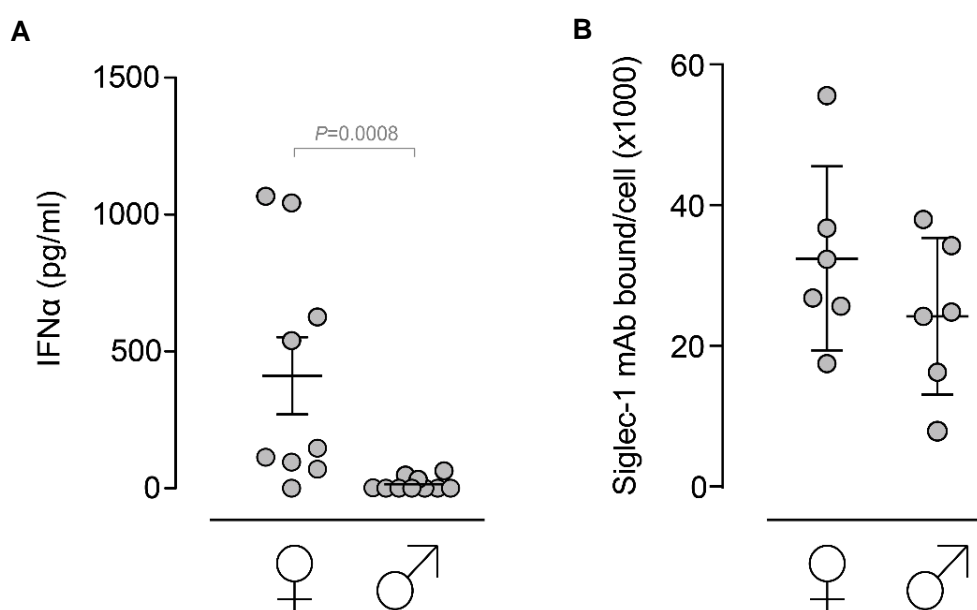 A
IFNα (pg/ml)
1500
1000
500
0
P=0.0008
♀ ♂
B
Siglec-1 mAb bound/cell (x1000)
60
40
20
0
♀ ♂